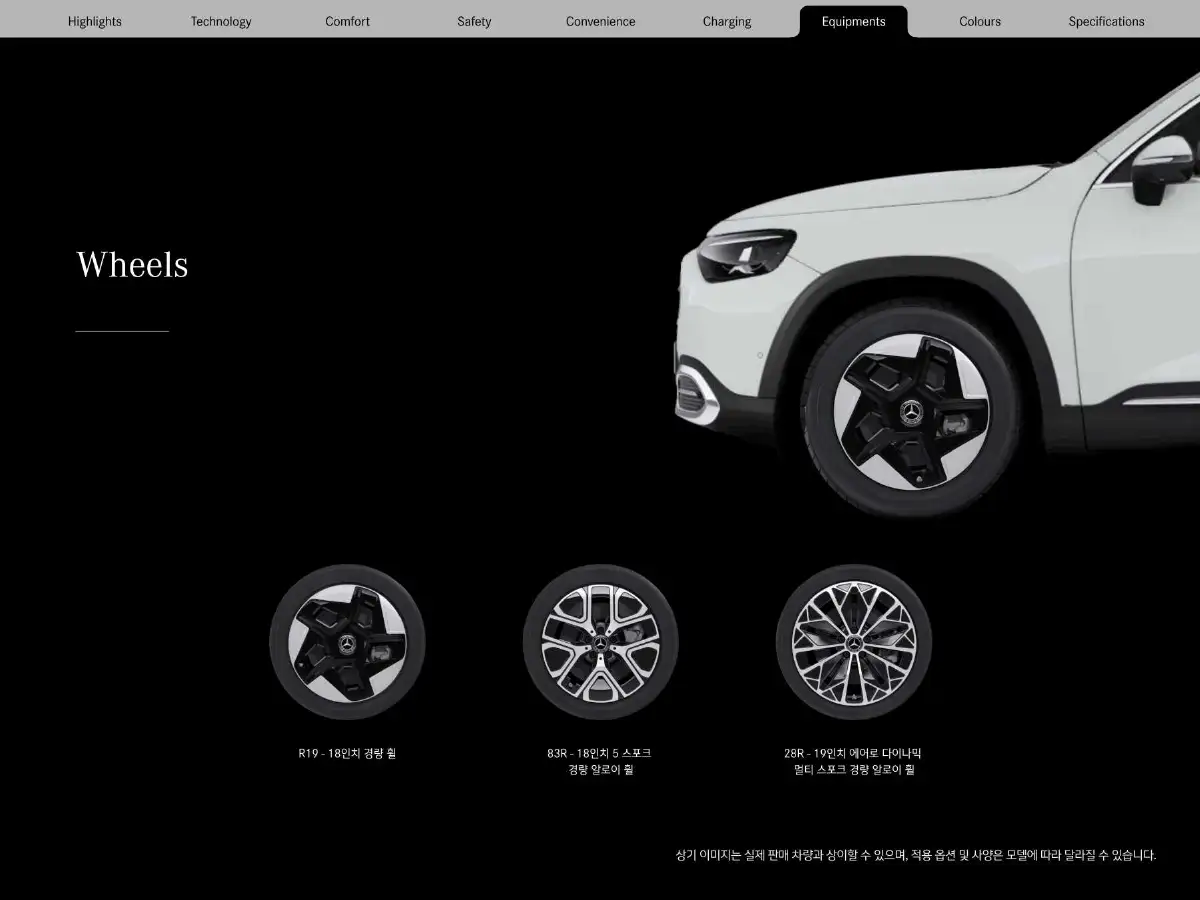 Highlights Technology Comfort Safety Convenience Charging Equipments Colours Specifications
Wheels
R19 - 18인치 경량 휠
83R - 18인치 5 스포크
경량 알로이 휠
28R - 19인치 에어로 다이나믹
멀티 스포크 경량 알로이 휠
상기 이미지는 실제 판매 차량과 상이할 수 있으며, 적용 옵션 및 사양은 모델에 따라 달라질 수 있습니다.